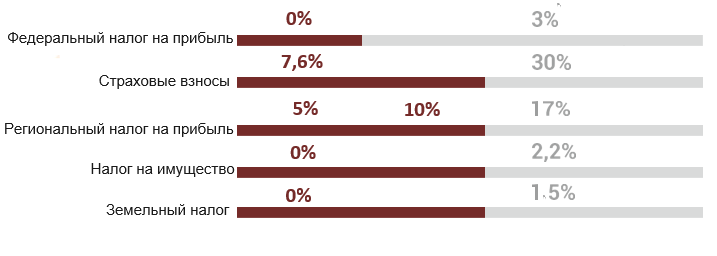 0% 3%
Федеральный налог на прибыль
7,6% 30%
Страховые взносы
5% 10% 17%
Региональный налог на прибыль
0% 2,2%
Налог на имущество
0% 1.5%
Земельный налог